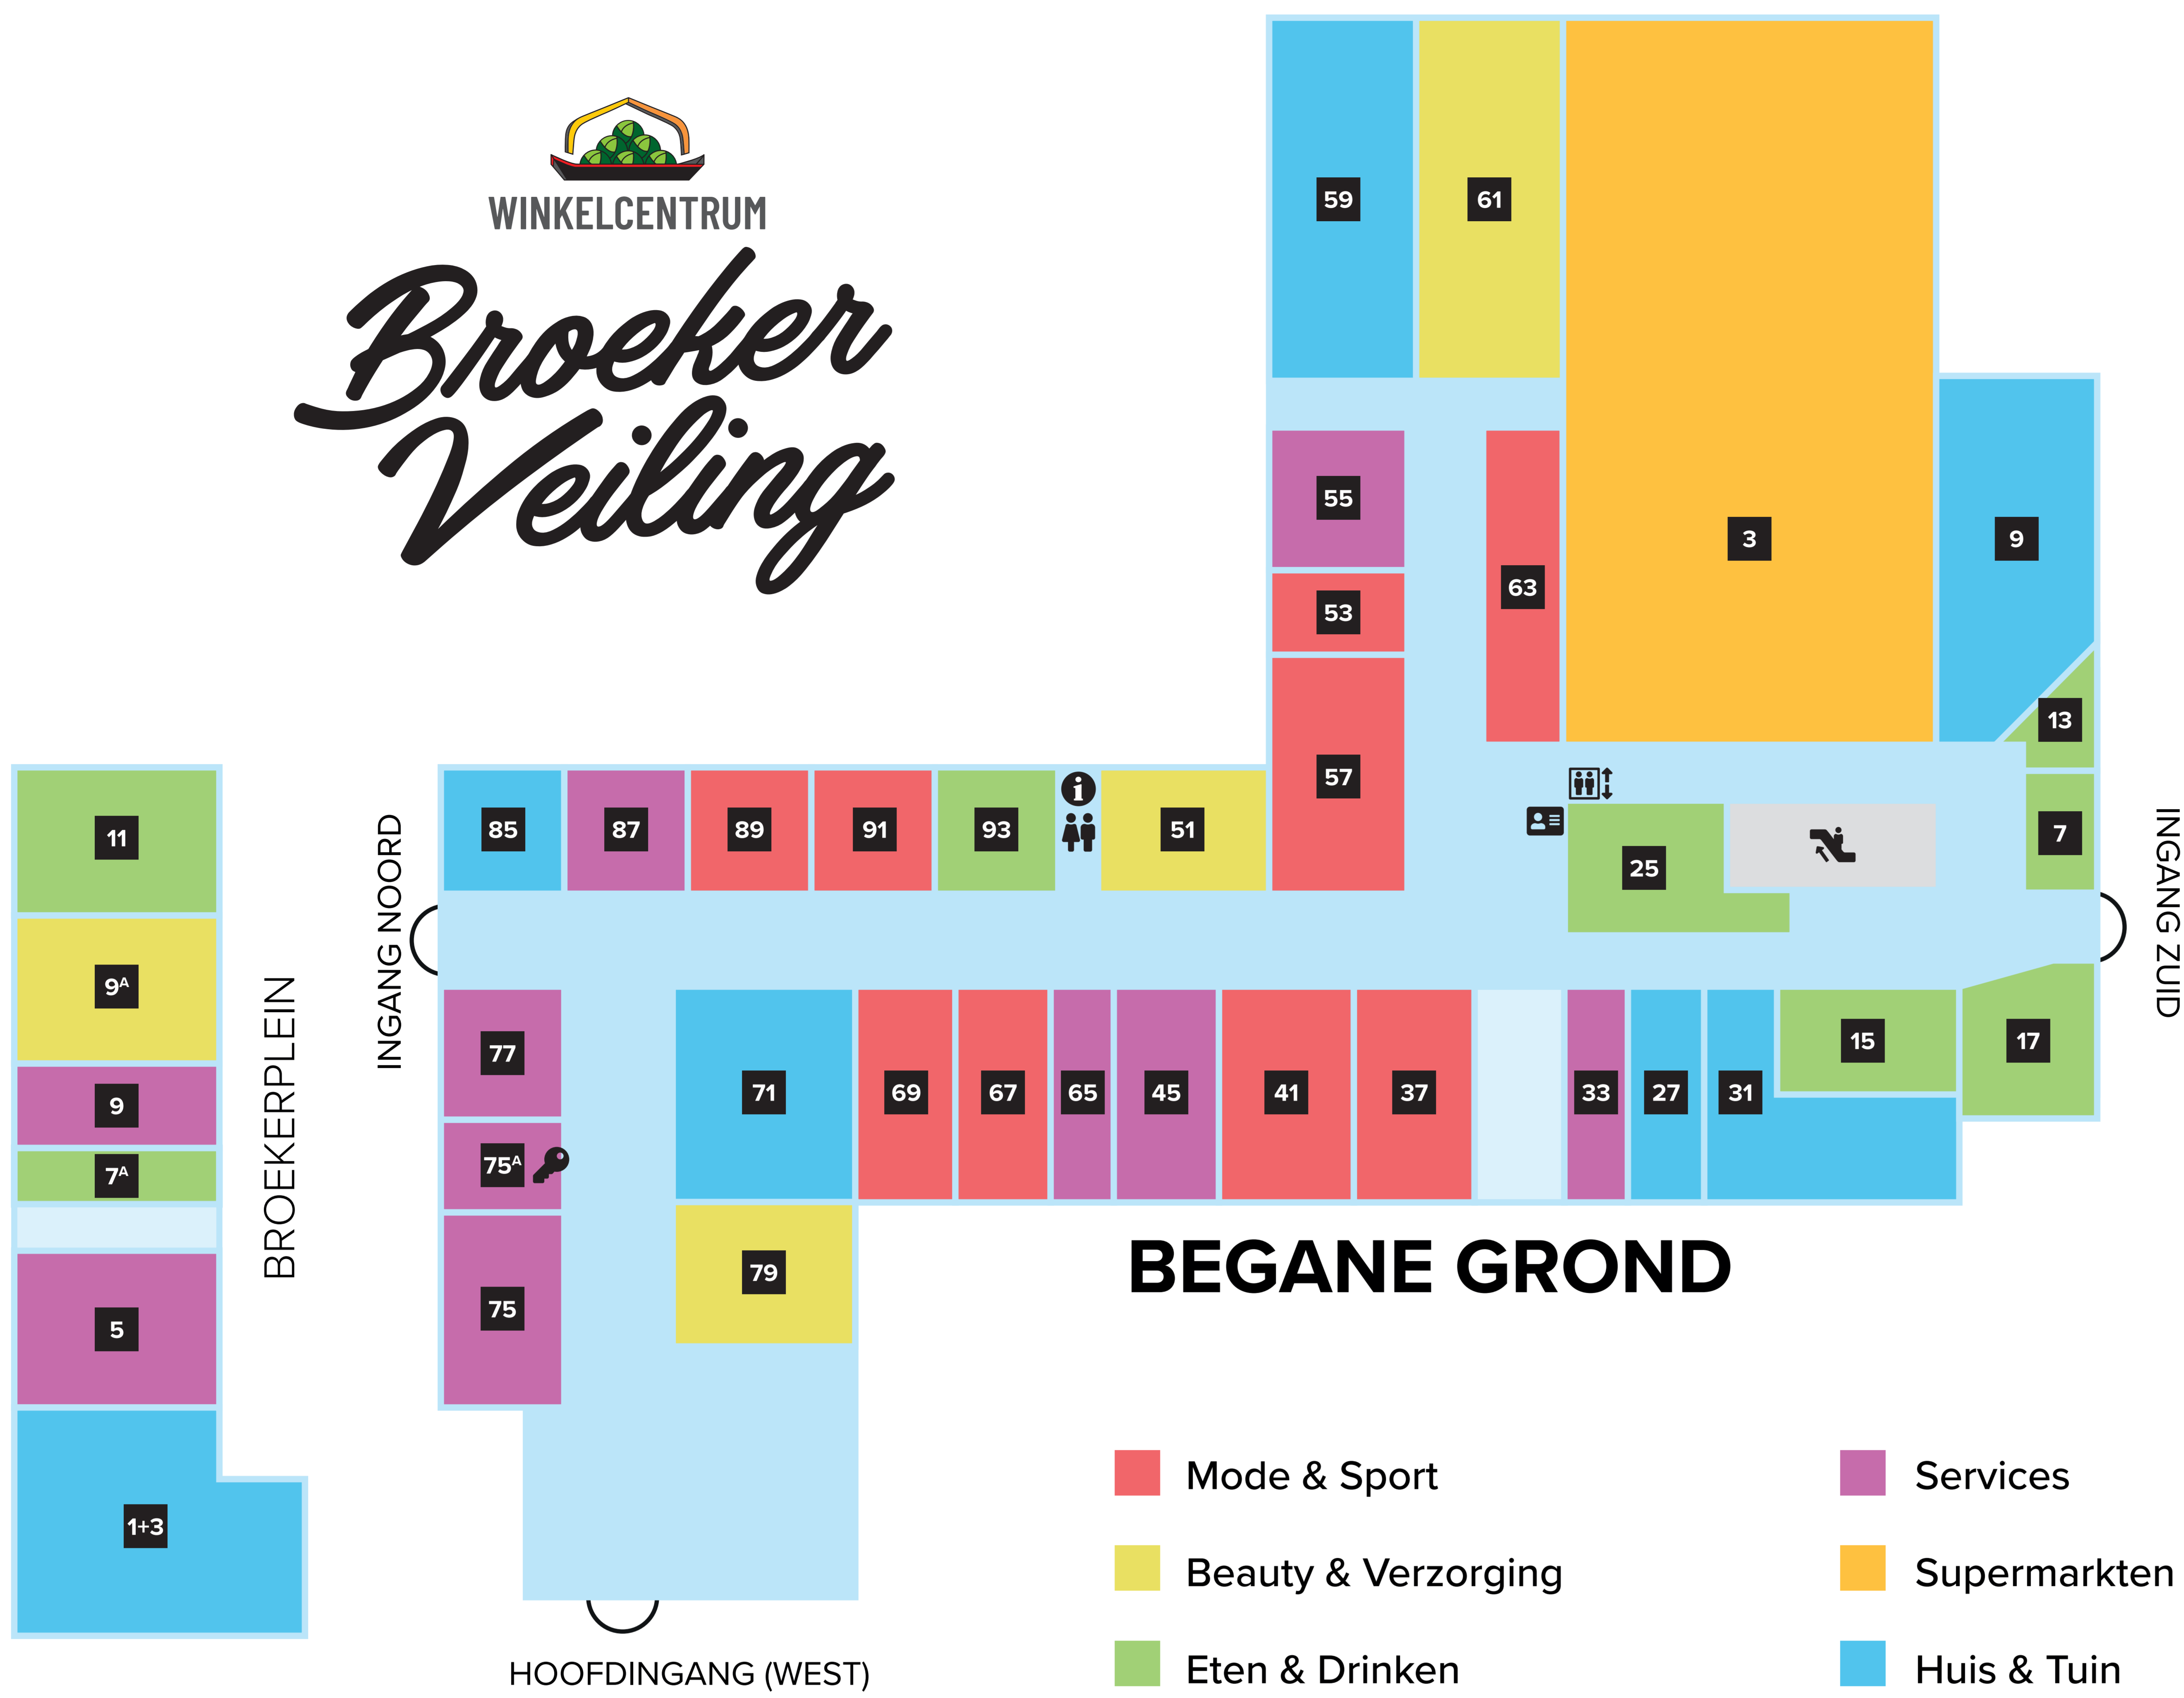 WINKELCENTRUM
Broeker
Veiling
59
61
3
9
55
53
63
57
13
7
25
85
87
89
91
93
i
51
INGANG NOORD
INGANG ZUID
BROEKERPLEIN
11
9A
9
7A
5
1+3
77
75A
75
71
79
69
67
65
45
41
37
33
27
31
15
17
BEGANE GROND
Mode & Sport
Beauty & Verzorging
Eten & Drinken
Services
Supermarkten
Huis & Tuin
HOOFDINGANG (WEST)